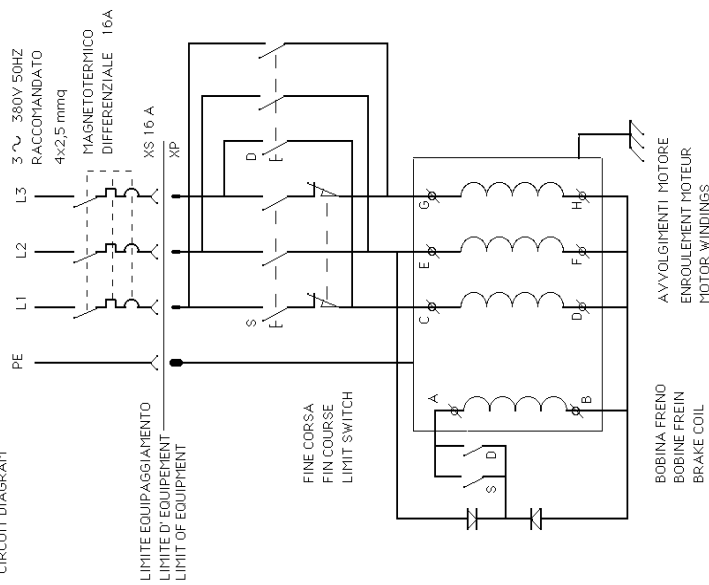 CIRCUIT DIAGRAM
3 ~ 380V 50HZ
RACCOMANDATO
4x2,5 mmq
MAGNETOTERMICO
DIFFERENZIALE 16A
PE
L1
L2
L3
XS 16 A
XP
LIMITE EQUIPAGGIAMENTO
LIMITE D'EQUIPEMENT
LIMIT OF EQUIPMENT
S
D
FINE CORSA
FIN COURSE
LIMIT SWITCH
A
C
E
G
S
D
B
D
F
H
BOBINA FRENO
BOBINE FREIN
BRAKE COIL
AVVOLGIMENTI MOTORE
ENROULEMENT MOTEUR
MOTOR WINDINGS